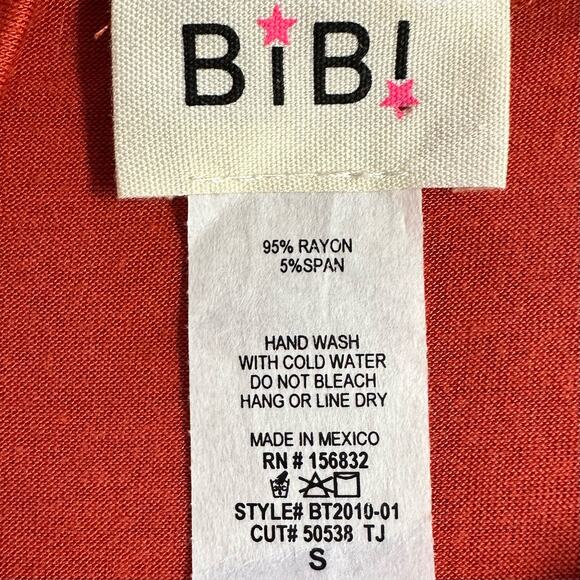 BiB!
95% RAYON
5%SPAN
HAND WASH
WITH COLD WATER
DO NOT BLEACH
HANG OR LINE DRY
MADE IN MEXICO
RN # 156832
STYLE# BT2010-01
CUT# 50538 TJ
S